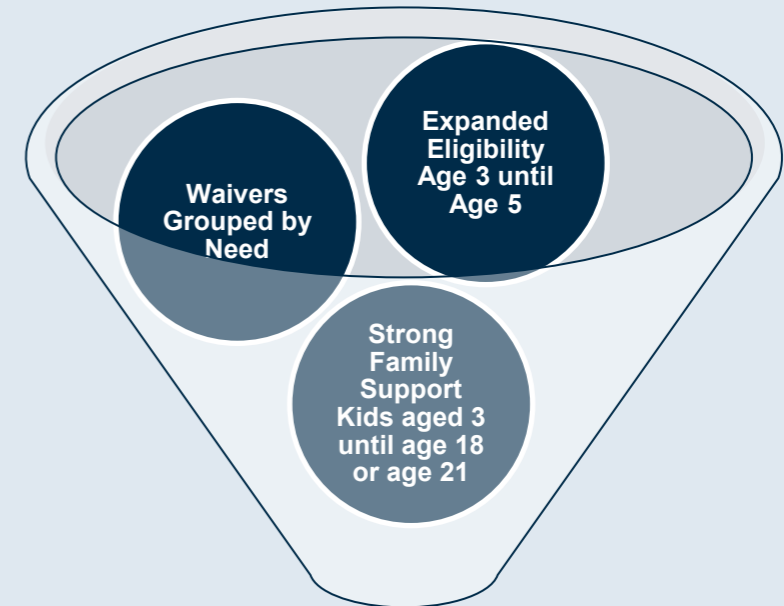 Expanded
Eligibility
Age 3 until
Age 5
Waivers
Grouped by
Need
Strong
Family
Support
Kids aged 3
until age 18
or age 21